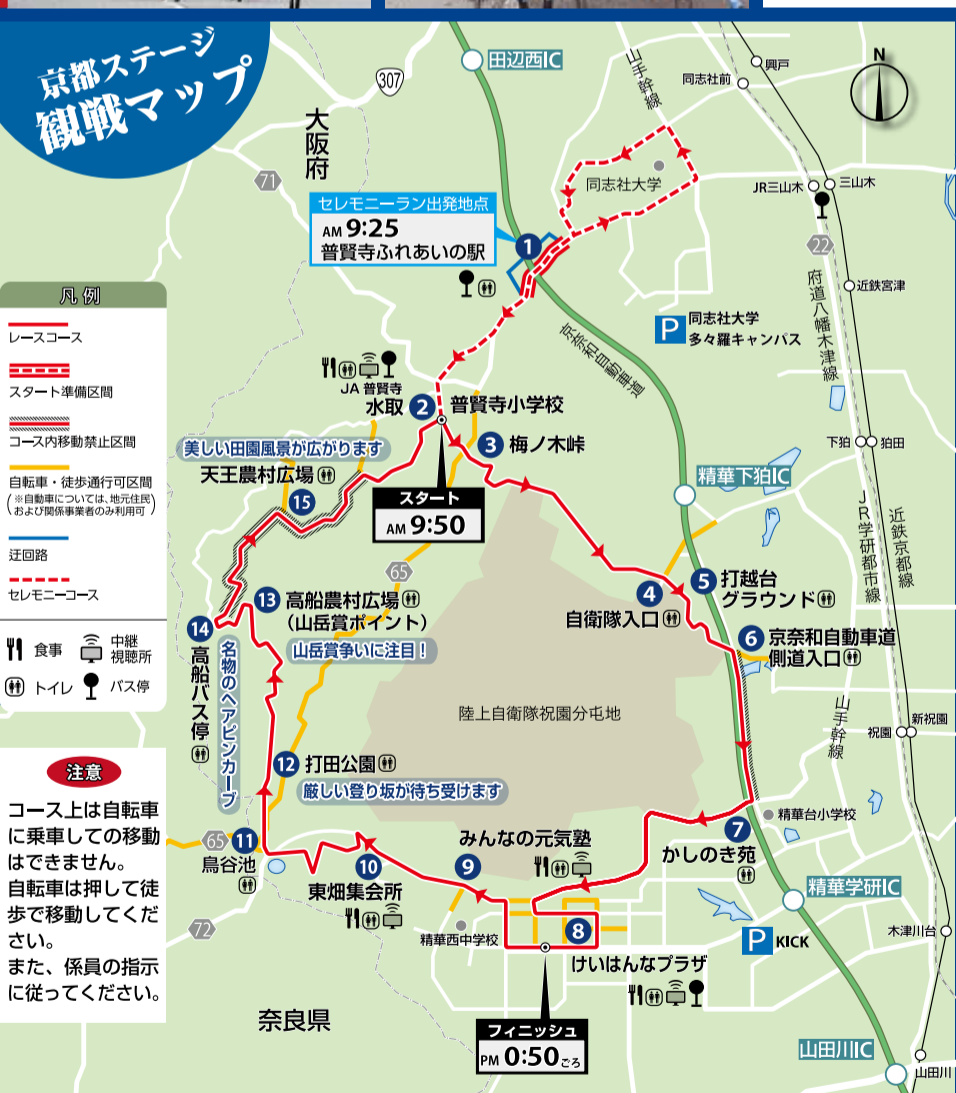 京都ステージ
観戦マップ
307
大阪府
71
田辺西IC
山手幹線
同志社前
興戸
N
同志社大学
JR三山木
三山木
22
府道八幡木津線
近鉄宮津
セレモニーラン出発地点
AM 9:25
普賢寺ふれあいの駅
1
P
同志社大学
多々羅キャンパス
京奈和自動車道
凡例
レースコース
スタート準備区間
コース内移動禁止区間
自転車・徒歩通行可区間
(※自動車については、地元住民
および関係事業者のみ利用可)
迂回路
セレモニーコース
食事
中継
視聴所
トイレ
バス停
JA 普賢寺
水取
2
普賢寺小学校
3
梅ノ木峠
下狛
狛田
美しい田園風景が広がります
天王農村広場
15
スタート
AM 9:50
精華下狛IC
JR学研都市線
近鉄京都線
65
13
高船農村広場
(山岳賞ポイント)
山岳賞争いに注目!
14
高船バス停
名物のヘアピンカーブ
4
自衛隊入口
5
打越台
グラウンド
6
京奈和自動車道
側道入口
陸上自衛隊祝園分屯地
山手幹線
祝園
新祝園
12
打田公園
厳しい登り坂が待ち受けます
注意
コース上は自転車
に乗車しての移動
はできません。
自転車は押して徒
歩で移動してくだ
さい。
また、係員の指示
に従ってください。
65
11
鳥谷池
72
10
東畑集会所
みんなの元気塾
9
精華西中学校
7
かしのき苑
精華台小学校
精華学研IC
木津川台
P
KICK
8
けいはんなプラザ
フィニッシュ
PM 0:50ごろ
奈良県
山田川IC
山田川